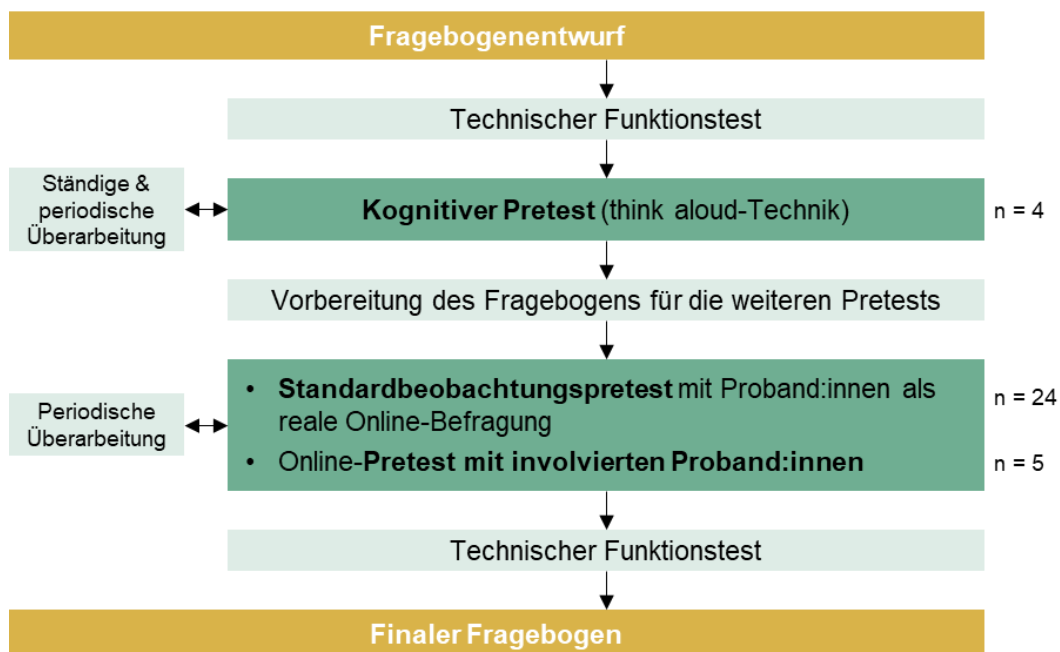 Fragebogenentwurf
Technischer Funktionstest
Ständige &
periodische
Überarbeitung
Kognitiver Pretest (think aloud-Technik)
n = 4
Vorbereitung des Fragebogens für die weiteren Pretests
Periodische
Überarbeitung
• Standardbeobachtungspretest mit Proband:innen als
reale Online-Befragung
n = 24
• Online-Pretest mit involvierten Proband:innen
n = 5
Technischer Funktionstest
Finaler Fragebogen